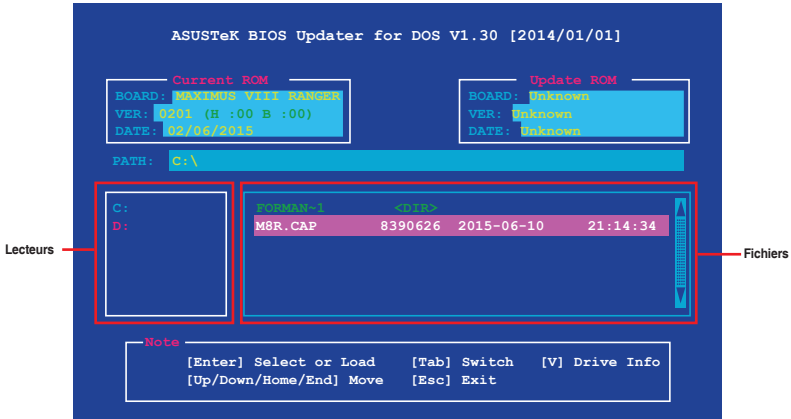 ASUSTeK BIOS Updater for DOS V1.30 [2014/01/01]
Current ROM
BOARD: MAXIMUS VIII RANGER
VER: 0201 (H :00 B :00)
DATE: 02/06/2015
Update ROM
BOARD: Unknown
VER: Unknown
DATE: Unknown
PATH: C:\
Lecteurs
C:
D:
FORMAN~1 <DIR>
M8R.CAP 8390626 2015-06-10 21:14:34
Fichiers
Note
[Enter] Select or Load [Tab] Switch [V] Drive Info
[Up/Down/Home/End] Move [Esc] Exit